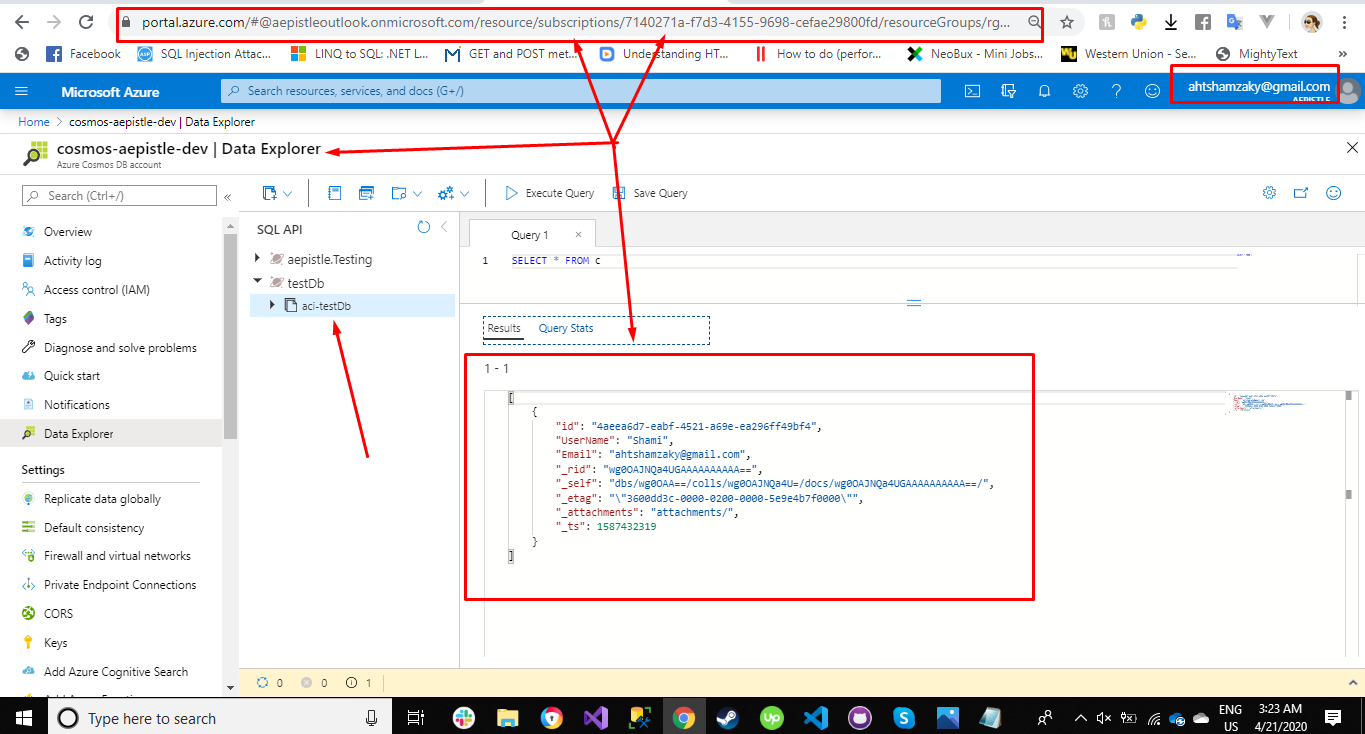 portal.azure.com/#@aepistleoutlook.onmicrosoft.com/resource/subscriptions/7140271a-f7d3-4155-9698-cefae29800fd/resourceGroups/rg...
Facebook SQL Injection Attac... LINQ to SQL: .NET L... GET and POST met... Understanding HT... How to do (perfor... NeoBux - Mini Jobs... Western Union - Se... MightyText »
Microsoft Azure Search resources, services, and docs (G+/) ahtshamzaky@gmail.com
AEPISTLE
Home > cosmos-aepistle-dev | Data Explorer
cosmos-aepistle-dev | Data Explorer
Azure Cosmos DB account
Search (Ctrl+/) «
Execute Query Save Query
Overview
Activity log
Access control (IAM)
Tags
Diagnose and solve problems
Quick start
Notifications
Data Explorer
Settings
Replicate data globally
Default consistency
Firewall and virtual networks
Private Endpoint Connections
CORS
Keys
Add Azure Cognitive Search
SQL API
aepistle.Testing
testDb
aci-testDb
Query 1 ×
1 SELECT * FROM c
Results Query Stats
1 - 1
[
{
"id": "4aeea6d7-eabf-4521-a69e-ea296ff49bf4",
"UserName": "Shami",
"Email": "ahtshamzaky@gmail.com",
"_rid": "wg0OAJNQa4UGAAAAAAAAAA==",
"_self": "dbs/wg0OAA==/colls/wg0OAJNQa4U=/docs/wg0OAJNQa4UGAAAAAAAAAA==/",
"_etag": "\"3600dd3c-0000-0200-0000-5e9e4b7f0000\"",
"_attachments": "attachments/",
"_ts": 1587432319
}
]
0 0 1
Type here to search
ENG
US
3:23 AM
4/21/2020